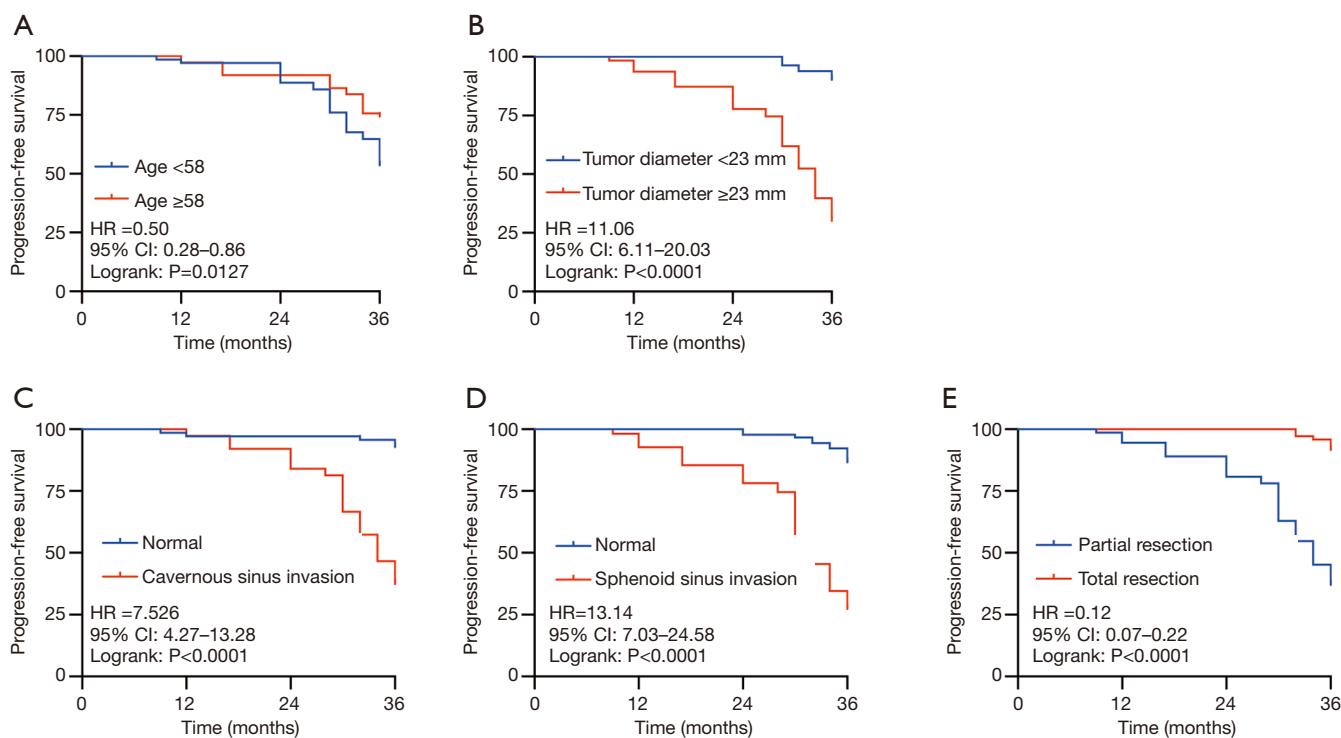 A
Progression-free survival
100
75
50
25
0
Age <58
Age ≥58
HR =0.50
95% CI: 0.28–0.86
Logrank: P=0.0127
0 12 24 36
Time (months)
B
Progression-free survival
100
75
50
25
0
Tumor diameter <23 mm
Tumor diameter ≥23 mm
HR =11.06
95% CI: 6.11–20.03
Logrank: P<0.0001
0 12 24 36
Time (months)
C
Progression-free survival
100
75
50
25
0
Normal
Cavernous sinus invasion
HR =7.526
95% CI: 4.27–13.28
Logrank: P<0.0001
0 12 24 36
Time (months)
D
Progression-free survival
100
75
50
25
0
Normal
Sphenoid sinus invasion
HR=13.14
95% CI: 7.03–24.58
Logrank: P<0.0001
0 12 24 36
Time (months)
E
Progression-free survival
100
75
50
25
0
Partial resection
Total resection
HR =0.12
95% CI: 0.07–0.22
Logrank: P<0.0001
0 12 24 36
Time (months)